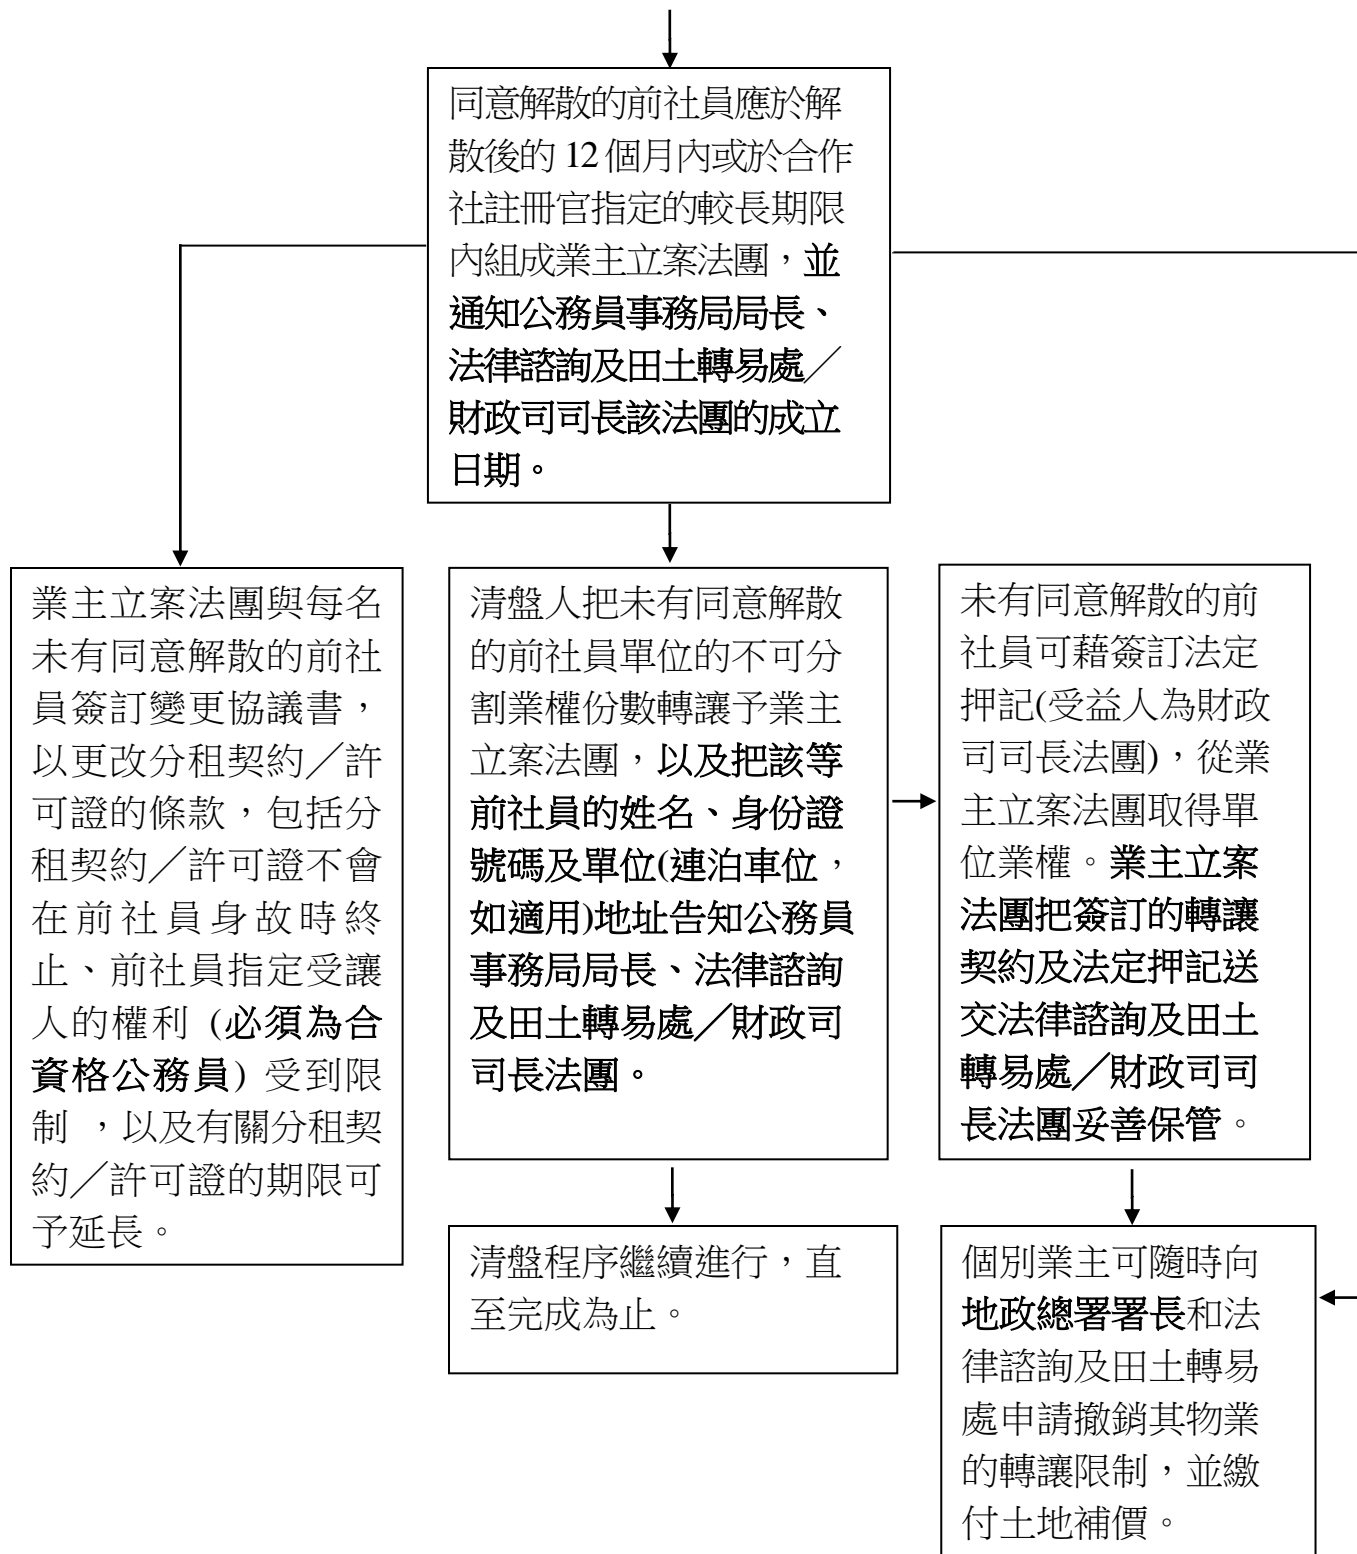 同意解散的前社員應於解
散後的 12 個月內或於合作
社註冊官指定的較長期限
內組成業主立案法團，並
通知公務員事務局局長、
法律諮詢及田土轉易處／
財政司司長該法團的成立
日期。
業主立案法團與每名
未有同意解散的前社
員簽訂變更協議書，
以更改分租契約／許
可證的條款，包括分
租契約／許可證不會
在前社員身故時終
止、前社員指定受讓
人的權利 (必須為合
資格公務員) 受到限
制 ，以及有關分租契
約／許可證的期限可
予延長。
清盤人把未有同意解散
的前社員單位的不可分
割業權份數轉讓予業主
立案法團，以及把該等
前社員的姓名、身份證
號碼及單位(連泊車位，
如適用)地址告知公務員
事務局局長、法律諮詢
及田土轉易處／財政司
司長法團。
未有同意解散的前
社員可藉簽訂法定
押記(受益人為財政
司司長法團)，從業
主立案法團取得單
位業權。業主立案
法團把簽訂的轉讓
契約及法定押記送
交法律諮詢及田土
轉易處／財政司司
長法團妥善保管。
清盤程序繼續進行，直
至完成為止。
個別業主可隨時向
地政總署署長和法
律諮詢及田土轉易
處申請撤銷其物業
的轉讓限制，並繳
付土地補價。